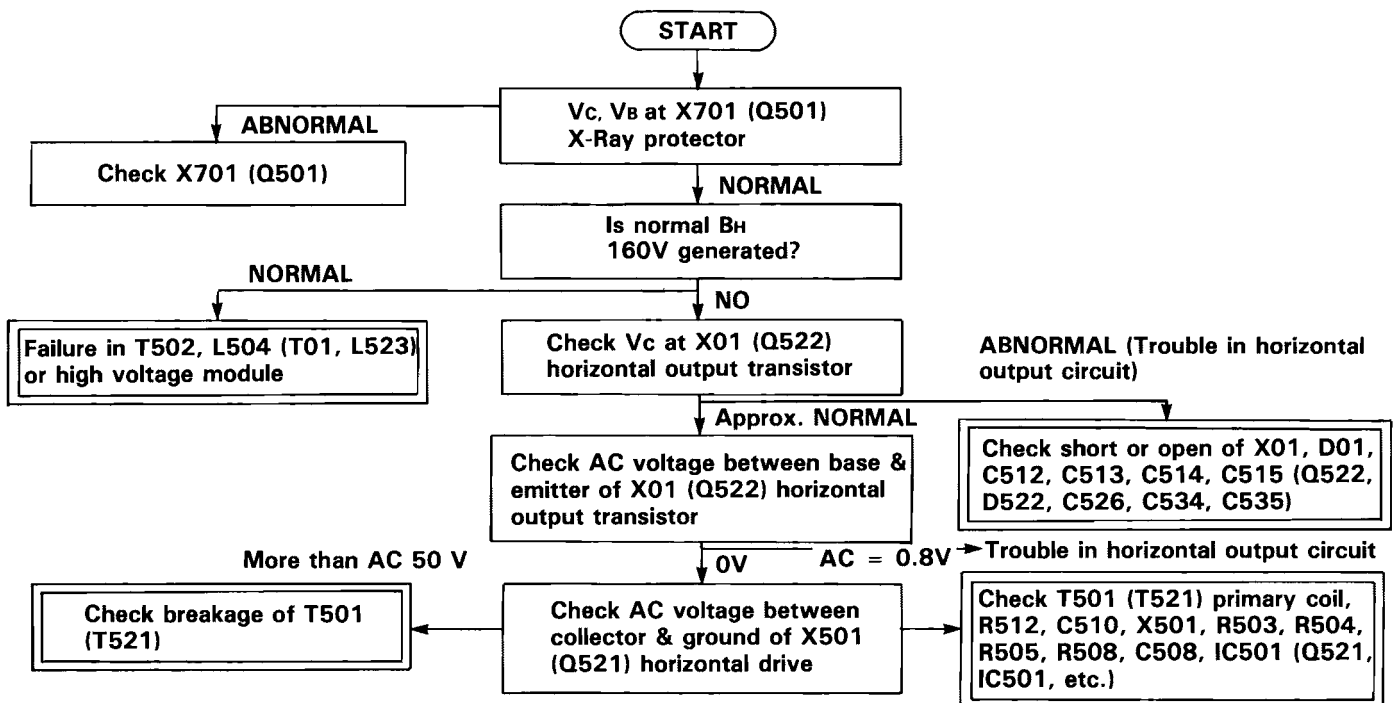 START
Vc, VB at X701 (Q501)
X-Ray protector
ABNORMAL
Check X701 (Q501)
NORMAL
Is normal BH
160V generated?
NORMAL
NO
Failure in T502, L504 (T01, L523)
or high voltage module
Check Vc at X01 (Q522)
horizontal output transistor
ABNORMAL (Trouble in horizontal
output circuit)
Approx. NORMAL
Check AC voltage between base &
emitter of X01 (Q522) horizontal
output transistor
Check short or open of X01, D01,
C512, C513, C514, C515 (Q522,
D522, C526, C534, C535)
More than AC 50 V
0V
AC = 0.8V
Trouble in horizontal output circuit
Check breakage of T501
(T521)
Check AC voltage between
collector & ground of X501
(Q521) horizontal drive
Check T501 (T521) primary coil,
R512, C510, X501, R503, R504,
R505, R508, C508, IC501 (Q521,
IC501, etc.)